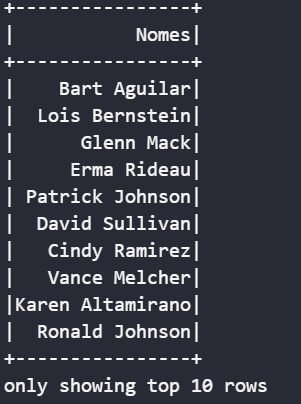 +----------------+
|           Nomes|
+----------------+
|    Bart Aguilar|
|  Lois Bernstein|
|      Glenn Mack|
|     Erma Rideau|
| Patrick Johnson|
|  David Sullivan|
|   Cindy Ramirez|
|   Vance Melcher|
|Karen Altamirano|
|  Ronald Johnson|
+----------------+
only showing top 10 rows